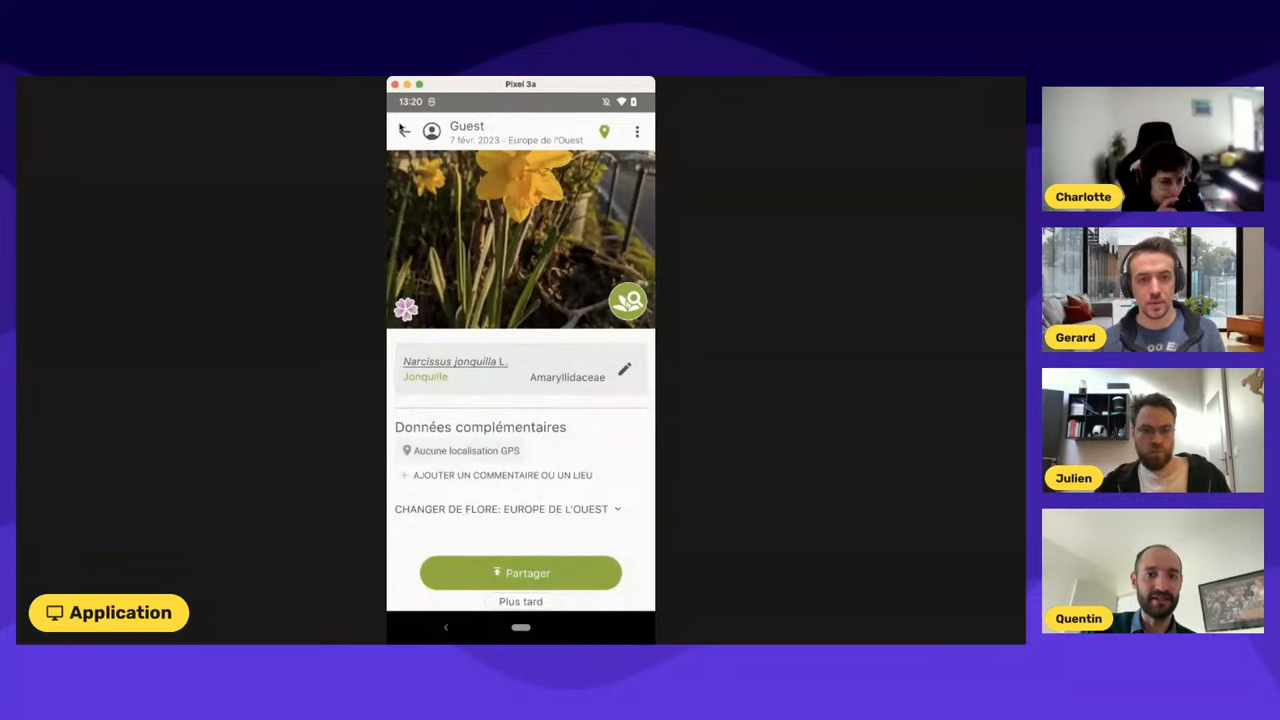 Pixel 3a
13:20
Guest
7 févr. 2023 - Europe de l'Ouest
Narcissus jonquilla L.
Jonquille
Amaryllidaceae
Données complémentaires
Aucune localisation GPS
+ AJOUTER UN COMMENTAIRE OU UN LIEU
CHANGER DE FLORE: EUROPE DE L'OUEST
Partager
Plus tard
Application
Charlotte
Gerard
Julien
Quentin